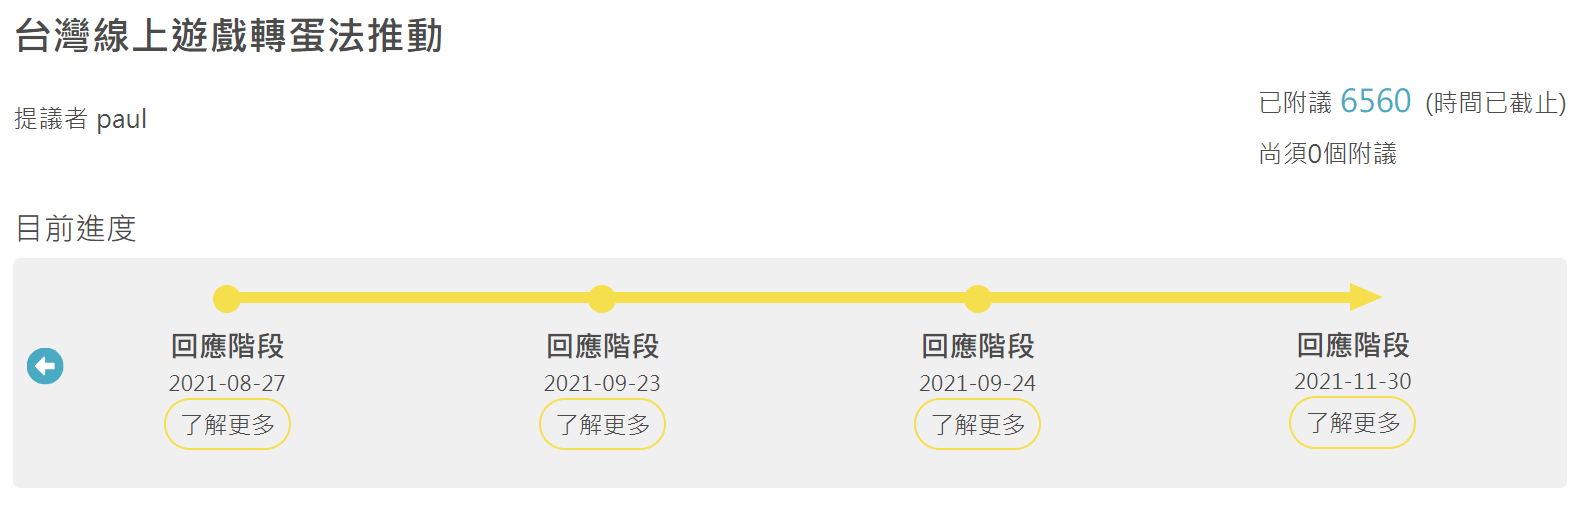 台灣線上遊戲轉蛋法推動
提議者 paul
已附議 6560 (時間已截止)
尚須0個附議
目前進度
回應階段 回應階段 回應階段 回應階段
2021-08-27 2021-09-23 2021-09-24 2021-11-30
了解更多 了解更多 了解更多 了解更多